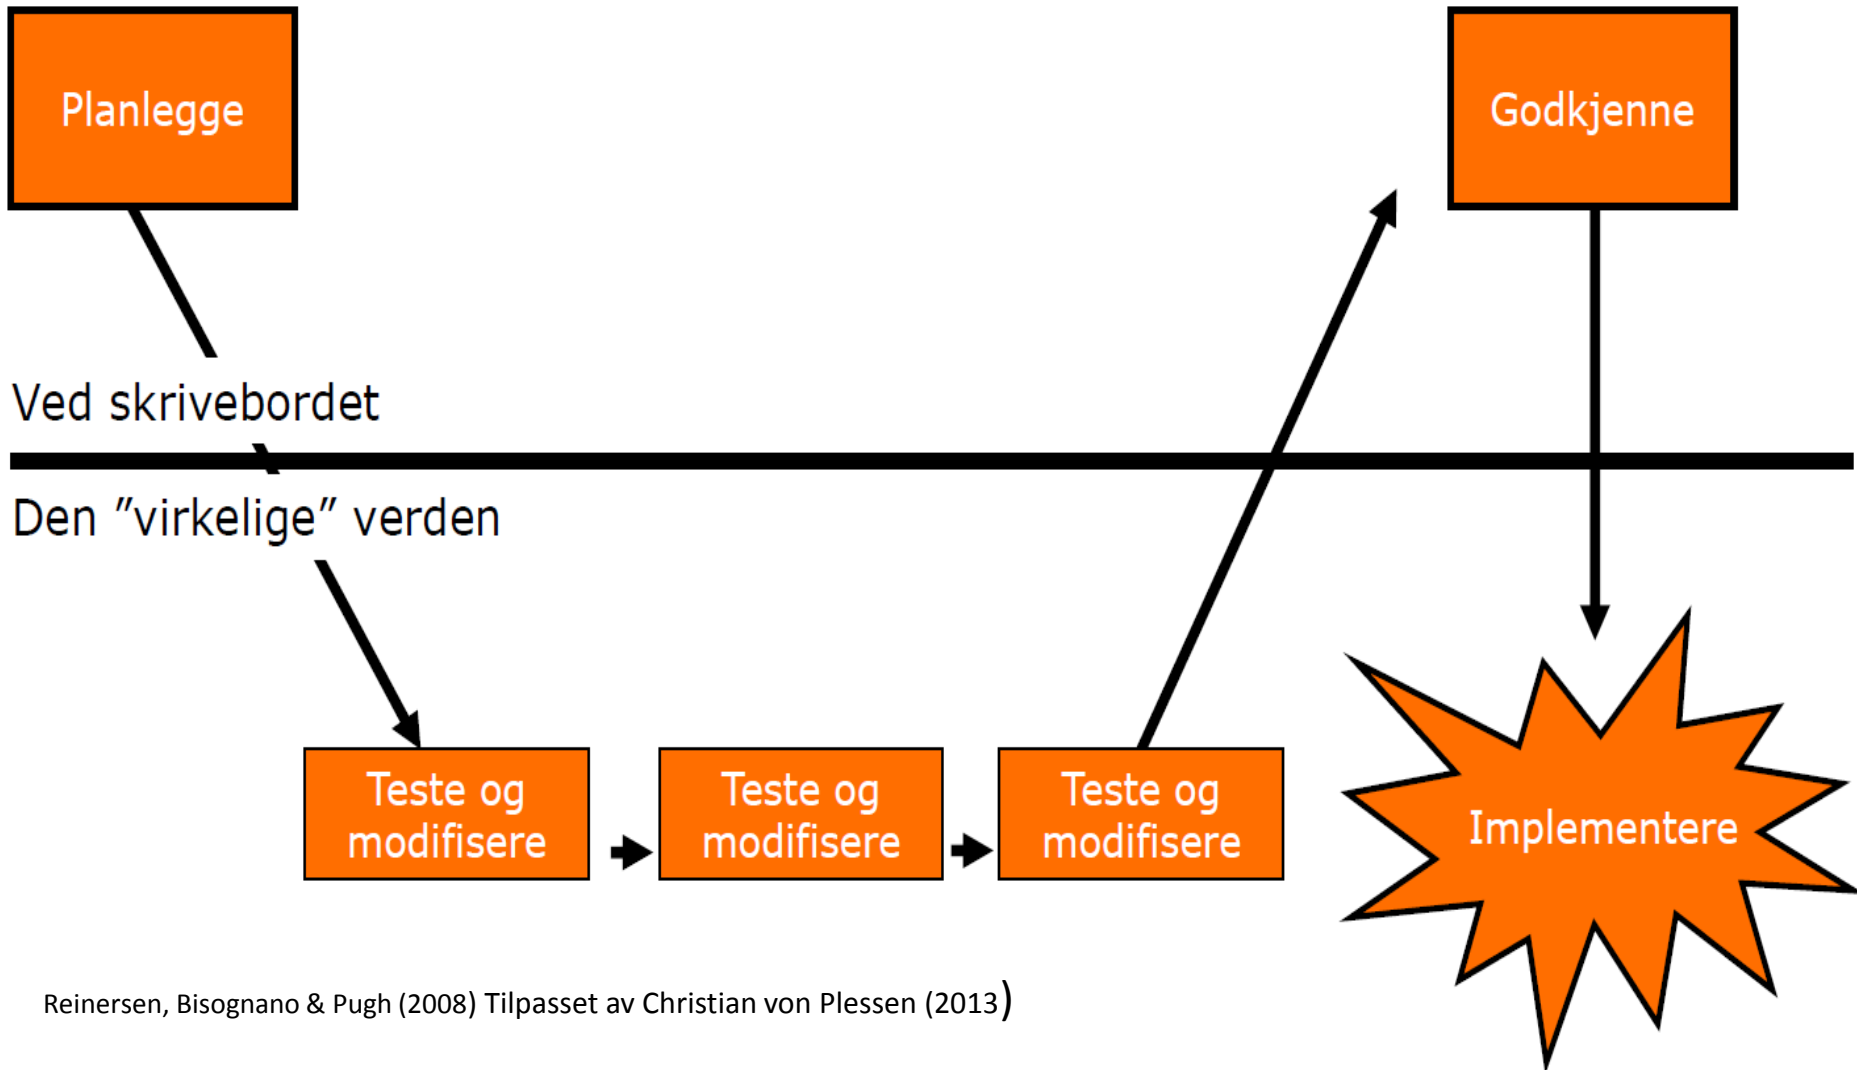 Planlegge
Godkjenne
Ved skrivebordet
Den ”virkelige” verden
Teste og
modifisere
Teste og
modifisere
Teste og
modifisere
Implementere
Reinersen, Bisognano & Pugh (2008) Tilpasset av Christian von Plessen (2013)